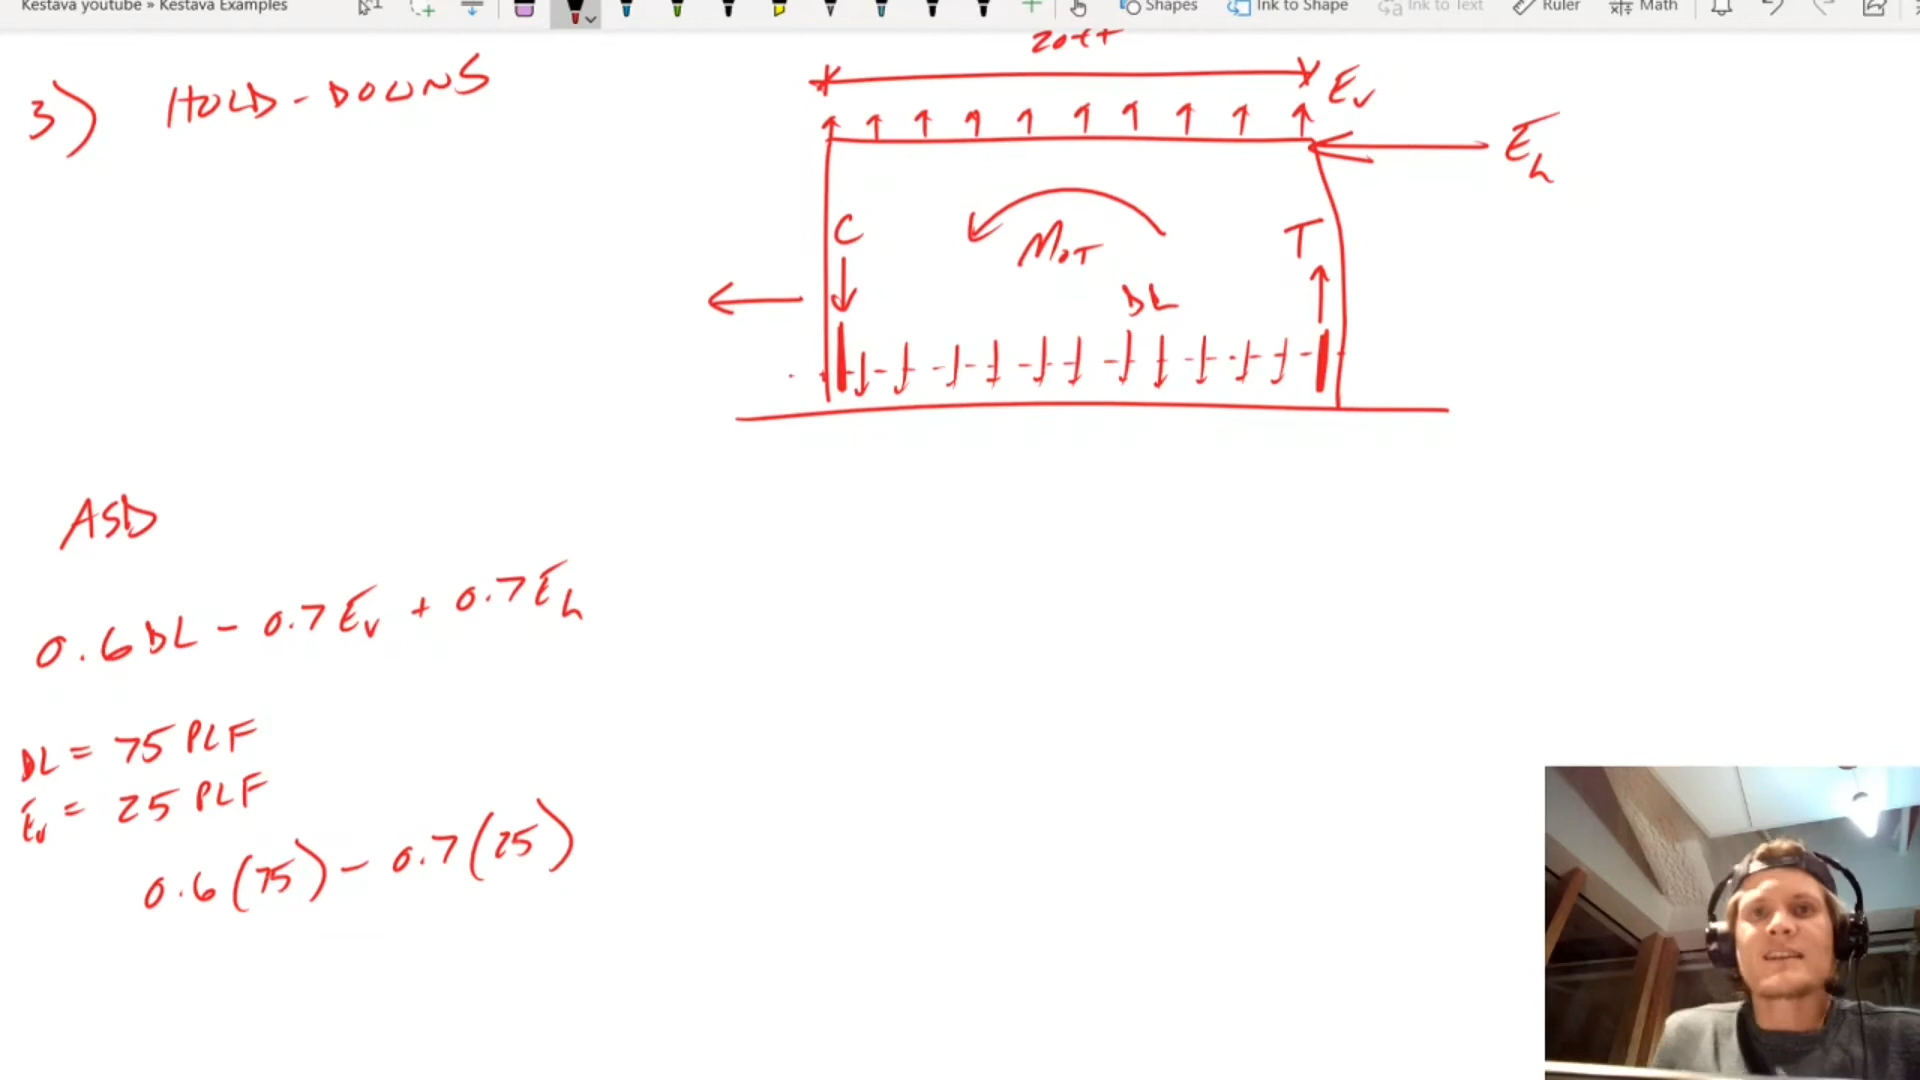 Kestava youtube » Kestava Examples
Shapes
Ink to Shape
Ink to Text
Ruler
Math
20ft
3) HOLD-DOWNS
Ev
Eh
C
MOT
T
DL
ASD
0.6DL - 0.7Ev + 0.7Eh
DL = 75 PLF
Ev = 25 PLF
0.6(75) - 0.7(25)